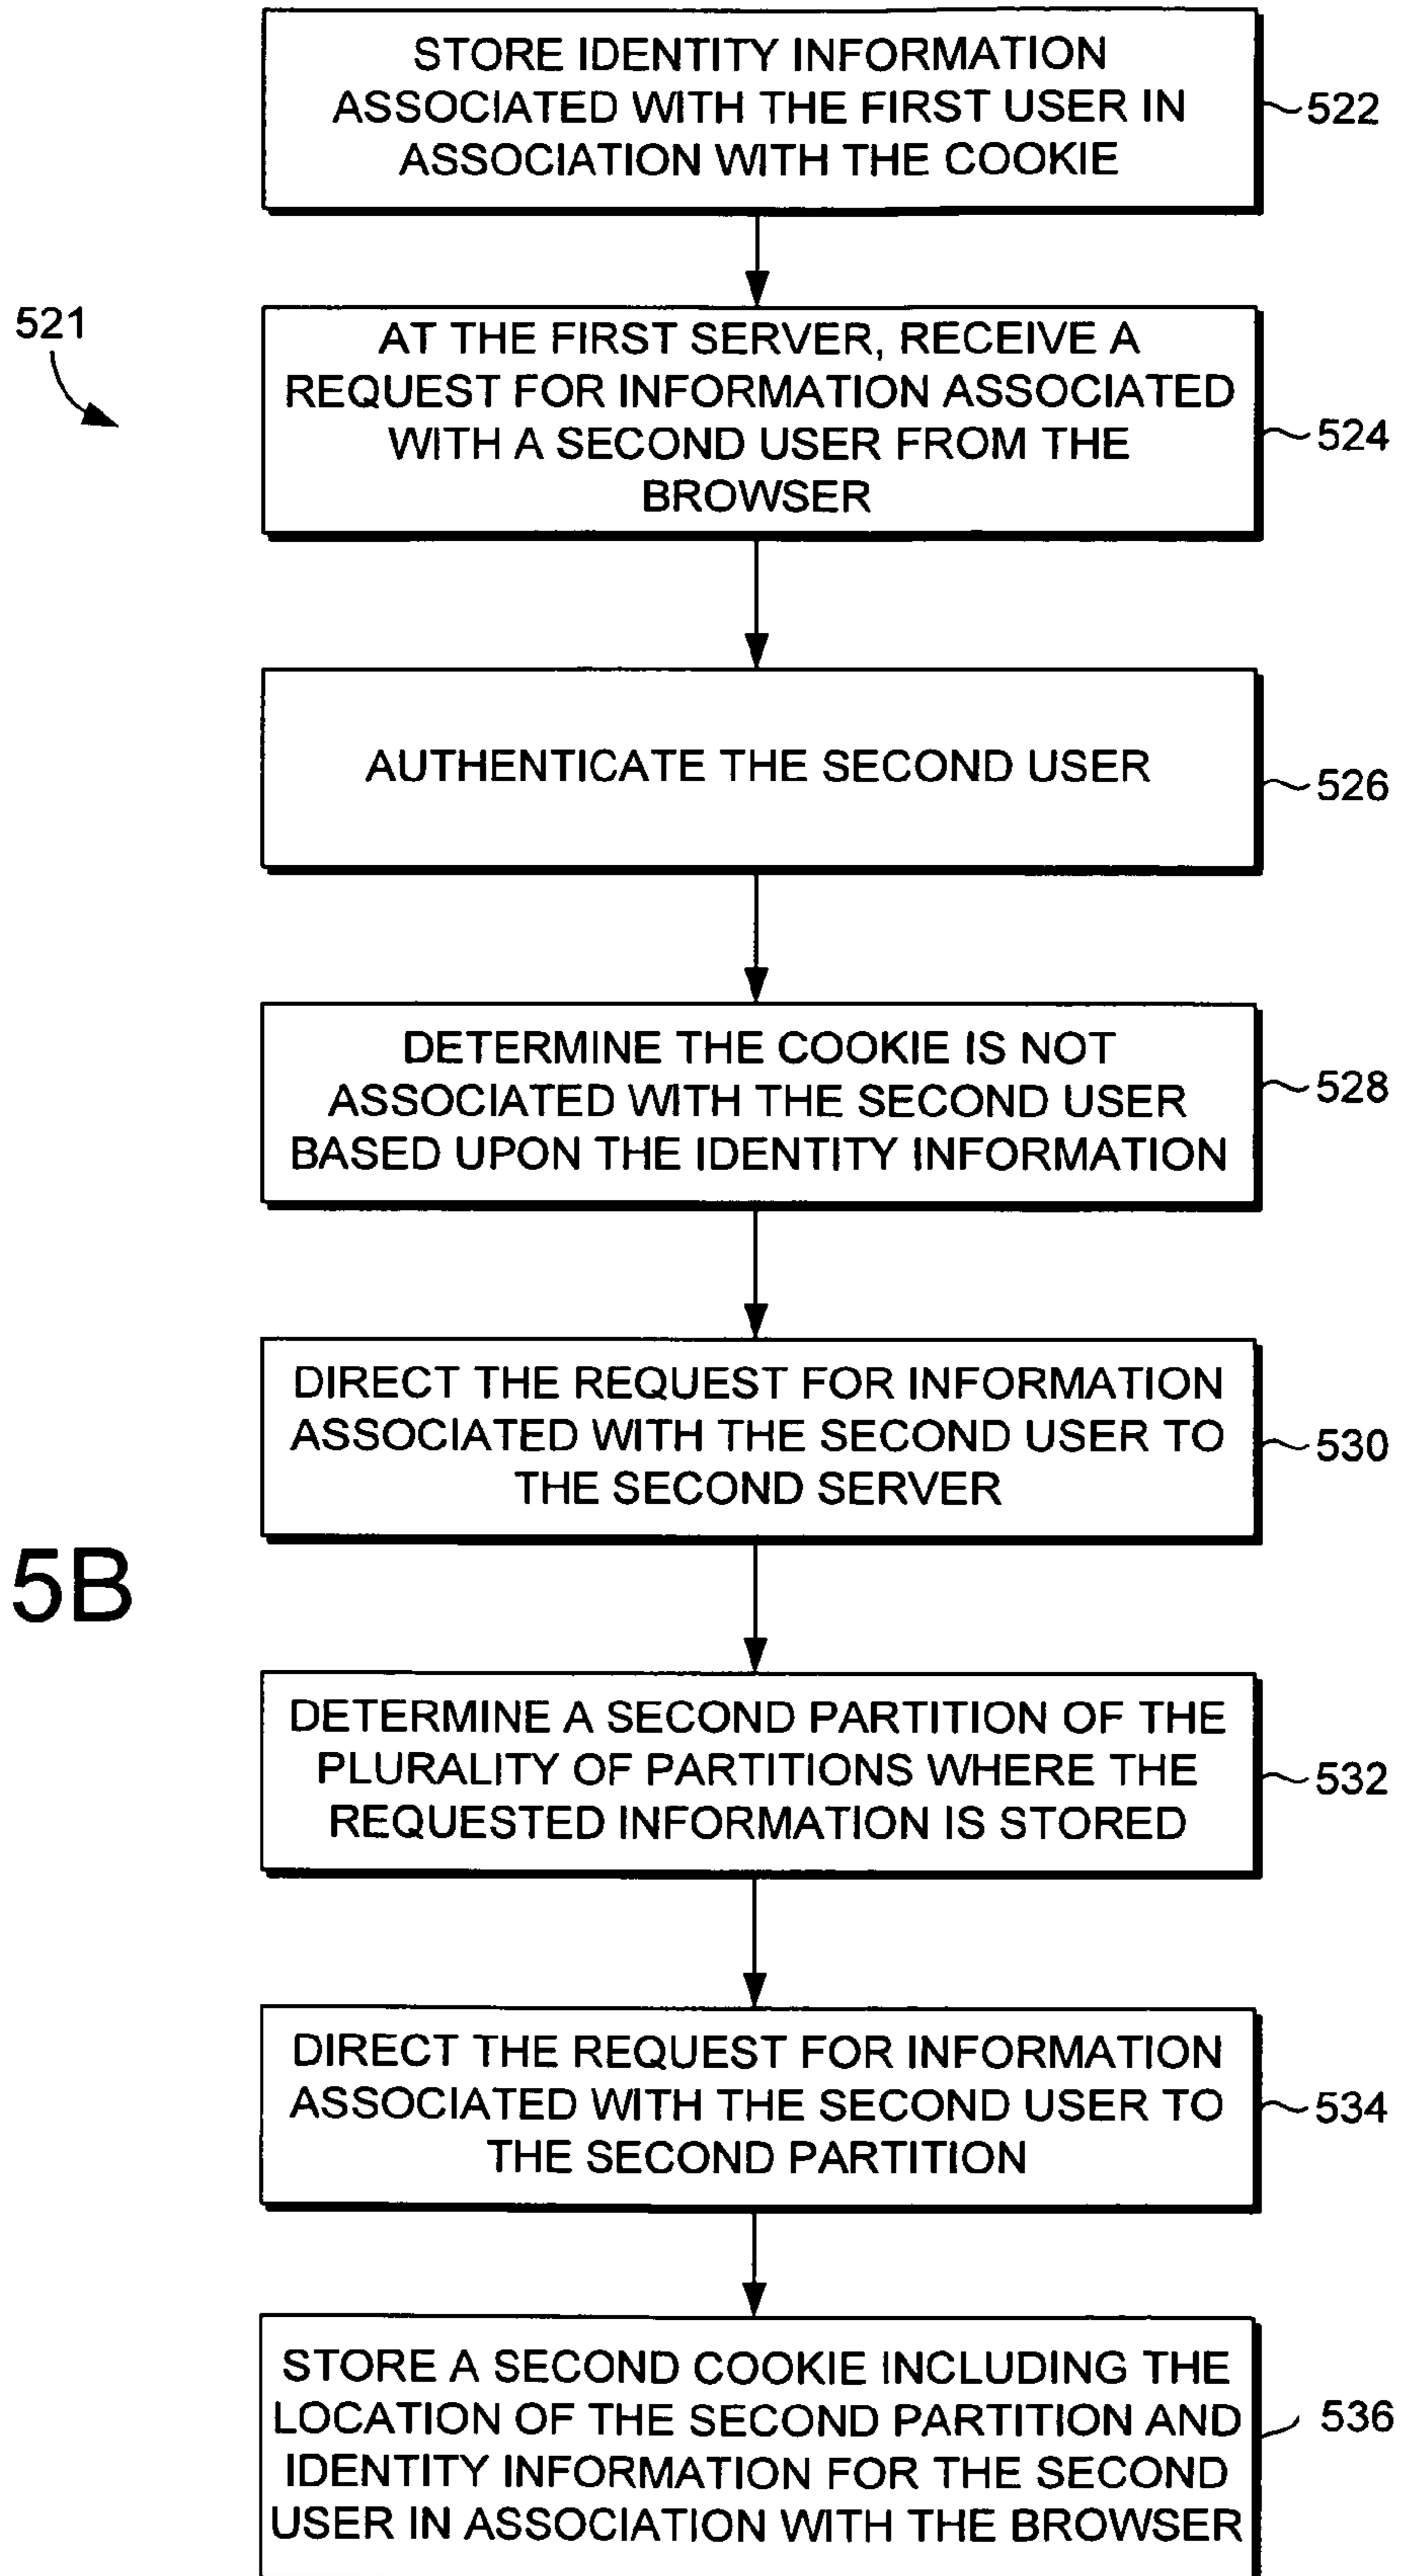 STORE IDENTITY INFORMATION
ASSOCIATED WITH THE FIRST USER IN
ASSOCIATION WITH THE COOKIE
522
521
AT THE FIRST SERVER, RECEIVE A
REQUEST FOR INFORMATION ASSOCIATED
WITH A SECOND USER FROM THE
BROWSER
524
AUTHENTICATE THE SECOND USER
526
DETERMINE THE COOKIE IS NOT
ASSOCIATED WITH THE SECOND USER
BASED UPON THE IDENTITY INFORMATION
528
DIRECT THE REQUEST FOR INFORMATION
ASSOCIATED WITH THE SECOND USER TO
THE SECOND SERVER
530
5B
DETERMINE A SECOND PARTITION OF THE
PLURALITY OF PARTITIONS WHERE THE
REQUESTED INFORMATION IS STORED
532
DIRECT THE REQUEST FOR INFORMATION
ASSOCIATED WITH THE SECOND USER TO
THE SECOND PARTITION
534
STORE A SECOND COOKIE INCLUDING THE
LOCATION OF THE SECOND PARTITION AND
IDENTITY INFORMATION FOR THE SECOND
USER IN ASSOCIATION WITH THE BROWSER
536